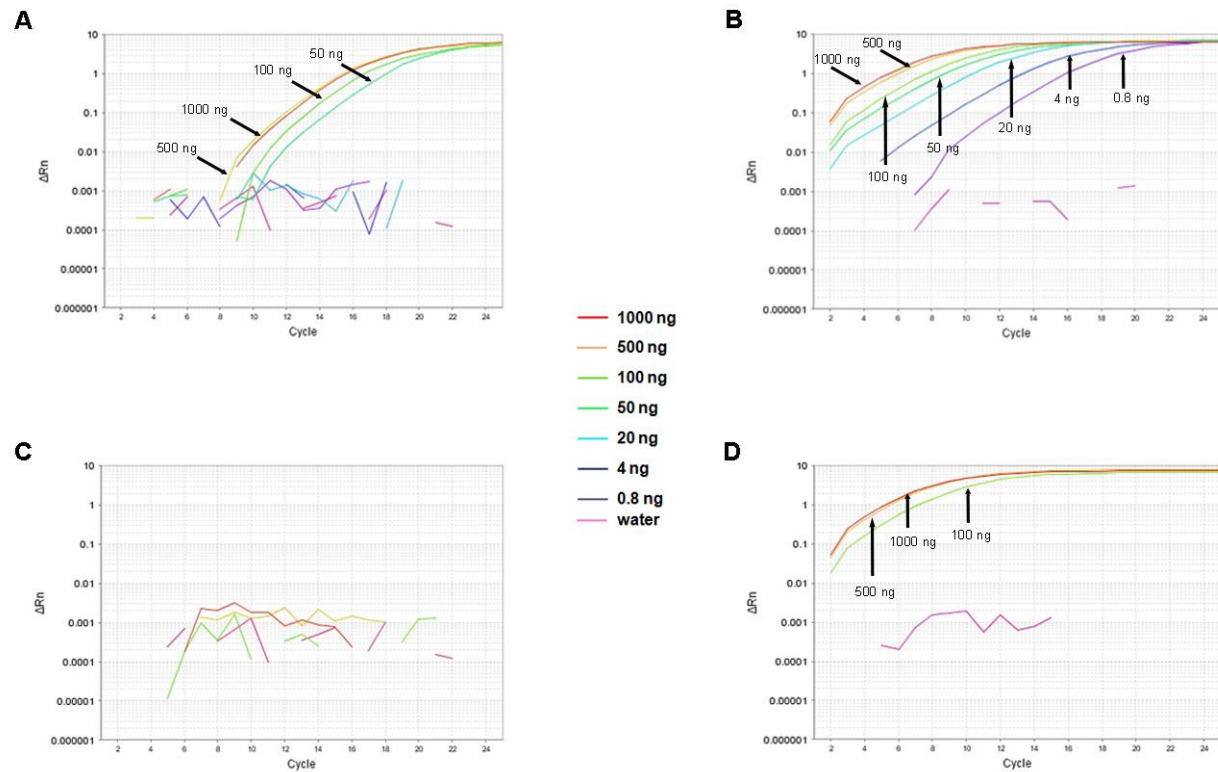 A
10
1
0.1
0.01
0.001
0.0001
0.00001
0.000001
ΔRn
50 ng
100 ng
1000 ng
500 ng
2 4 6 8 10 12 14 16 18 20 22 24
Cycle
B
10
1
0.1
0.01
0.001
0.0001
0.00001
0.000001
ΔRn
500 ng
1000 ng
4 ng
0.8 ng
20 ng
50 ng
100 ng
2 4 6 8 10 12 14 16 18 20 22 24
Cycle
1000 ng
500 ng
100 ng
50 ng
20 ng
4 ng
0.8 ng
water
C
10
1
0.1
0.01
0.001
0.0001
0.00001
0.000001
ΔRn
2 4 6 8 10 12 14 16 18 20 22 24
Cycle
D
10
1
0.1
0.01
0.001
0.0001
0.00001
0.000001
ΔRn
1000 ng
100 ng
500 ng
2 4 6 8 10 12 14 16 18 20 22 24
Cycle